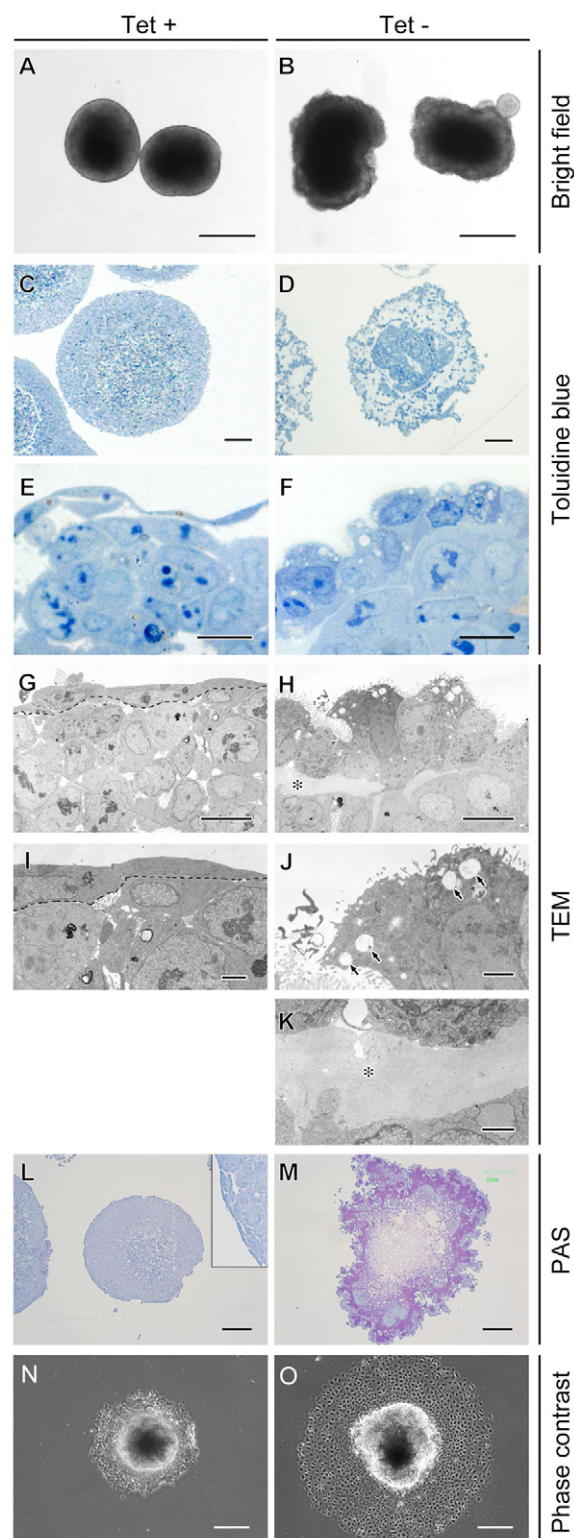 Tet + Tet -
A B
Bright field
C D
E F
Toluidine blue
G H
*
I J
TEM
K
*
L M
PAS
N O
Phase contrast